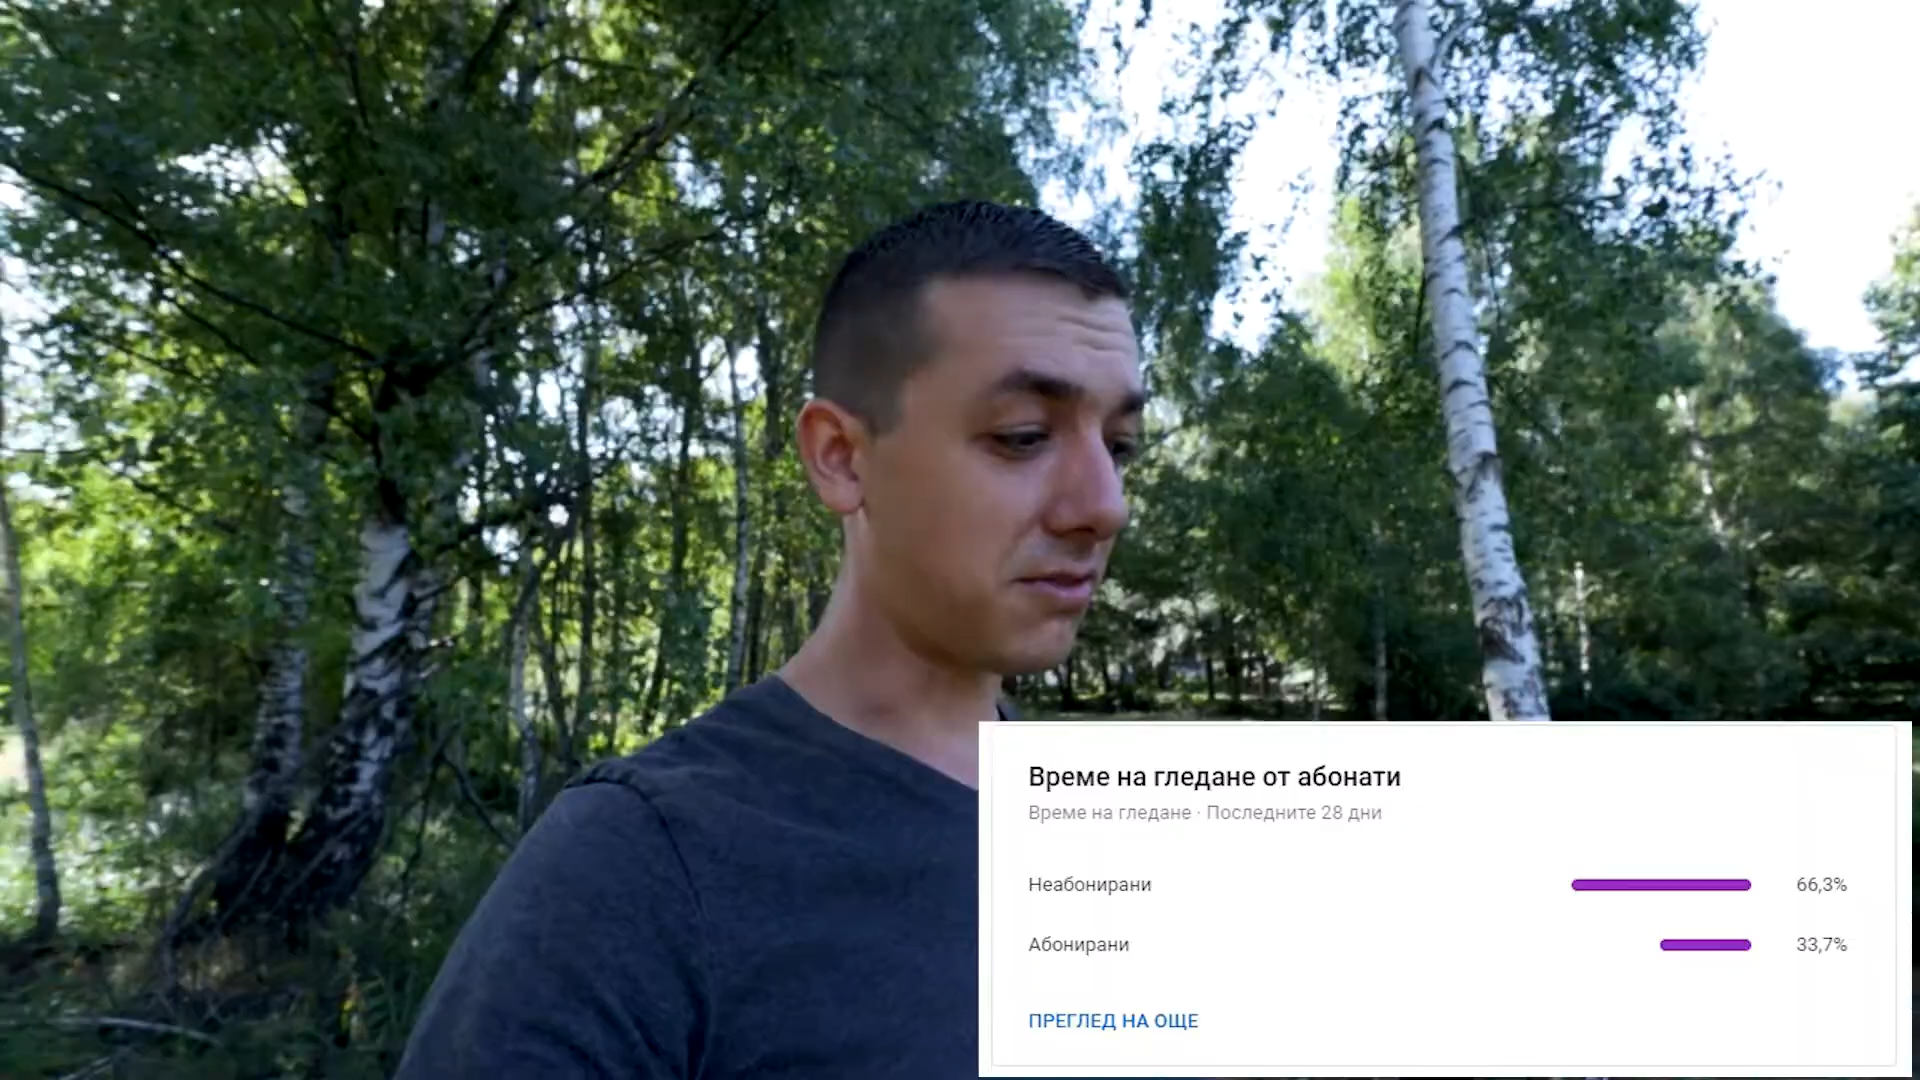 Време на гледане от абонати
Време на гледане · Последните 28 дни
Неабонирани 66,3%
Абонирани 33,7%
ПРЕГЛЕД НА ОЩЕ